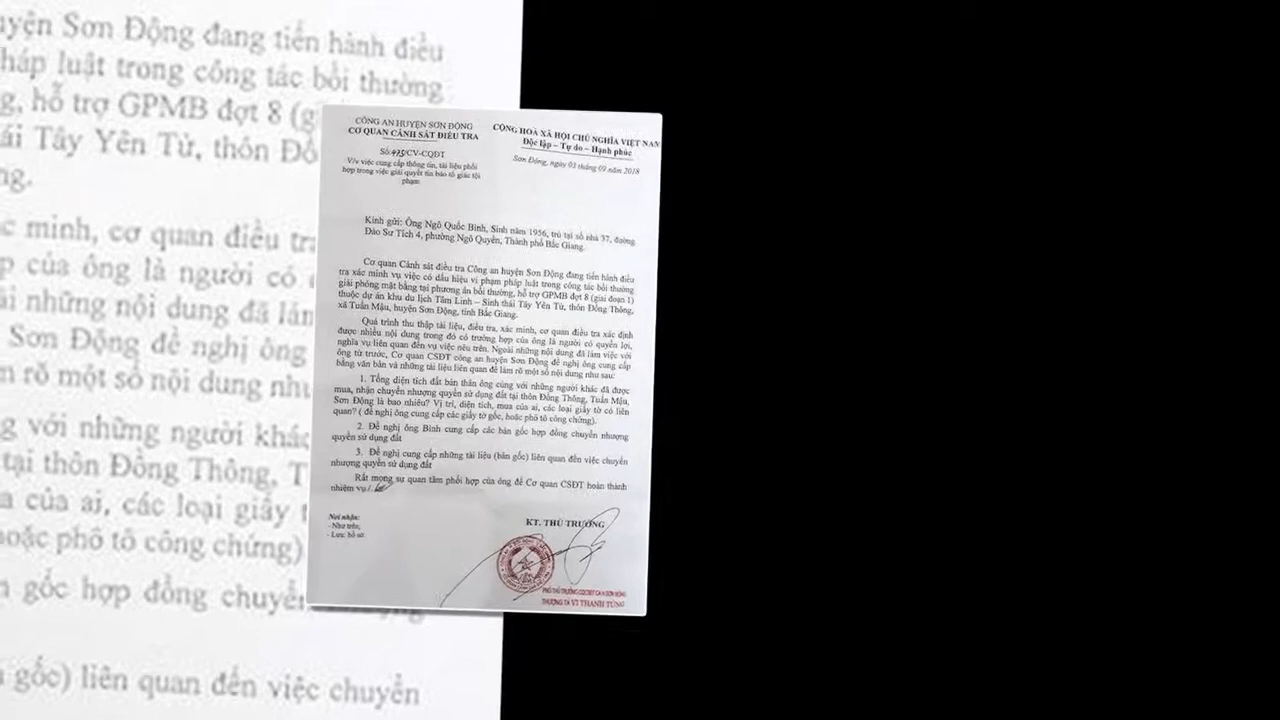 uyện Sơn Động đang tiến hành điều
háp luật trong công tác bồi thường
g, hỗ trợ GPMB đợt 8 (g
ái Tây Yên Tử, thôn Đồ
ng.
c minh, cơ quan điều tra
p của ông là người có
ài những nội dung đã làm
Sơn Động đề nghị ông
n rõ một số nội dung như
g với những người khác
tại thôn Đồng Thông, T
a của ai, các loại giấy t
hoặc phô tô công chứng)
n gốc hợp đồng chuyển
gốc) liên quan đến việc chuyển
CÔNG AN HUYỆN SƠN ĐỘNG
CƠ QUAN CẢNH SÁT ĐIỀU TRA
Số:495/CV-CQĐT
V/v việc cung cấp thông tin, tài liệu phối
hợp trong việc giải quyết tin báo tố giác tội
phạm
CỘNG HOÀ XÃ HỘI CHỦ NGHĨA VIỆT NAM
Độc lập – Tự do – Hạnh phúc
Sơn Động, ngày 03 tháng 09 năm 2018
Kính gửi: Ông Ngô Quốc Bình, Sinh năm 1956, trú tại số nhà 37, đường
Đào Sư Tích 4, phường Ngô Quyền, Thành phố Bắc Giang.
Cơ quan Cảnh sát điều tra Công an huyện Sơn Động đang tiến hành điều
tra xác minh vụ việc có dấu hiệu vi phạm pháp luật trong công tác bồi thường
giải phóng mặt bằng tại phương án bồi thường, hỗ trợ GPMB đợt 8 (giai đoạn 1)
thuộc dự án khu du lịch Tâm Linh – Sinh thái Tây Yên Tử, thôn Đồng Thông,
xã Tuấn Mậu, huyện Sơn Động, tỉnh Bắc Giang.
Quá trình thu thập tài liệu, điều tra, xác minh, cơ quan điều tra xác định
được nhiều nội dung trong đó có trường hợp của ông là người có quyền lợi,
nghĩa vụ liên quan đến vụ việc nêu trên. Ngoài những nội dung đã làm việc với
ông từ trước, Cơ quan CSĐT công an huyện Sơn Động đề nghị ông cung cấp
bằng văn bản và những tài liệu liên quan để làm rõ một số nội dung như sau:
1. Tổng diện tích đất bản thân ông cùng với những người khác đã được
mua, nhận chuyển nhượng quyền sử dụng đất tại thôn Đồng Thông, Tuấn Mậu,
Sơn Động là bao nhiêu? Vị trí, diện tích, mua của ai, các loại giấy tờ có liên
quan? ( đề nghị ông cung cấp các giấy tờ gốc, hoặc phô tô công chứng).
2. Đề nghị ông Bình cung cấp các bản gốc hợp đồng chuyển nhượng
quyền sử dụng đất
3. Đề nghị cung cấp những tài liệu (bản gốc) liên quan đến việc chuyển
nhượng quyền sử dụng đất
Rất mong sự quan tâm phối hợp của ông để Cơ quan CSĐT hoàn thành
nhiệm vụ./.
Nơi nhận:
- Như trên;
- Lưu: hồ sơ.
KT. THỦ TRƯỞNG
PHÓ THỦ TRƯỞNG CQCSĐT CA H.SƠN ĐỘNG
THƯỢNG TÁ VI THANH TÙNG